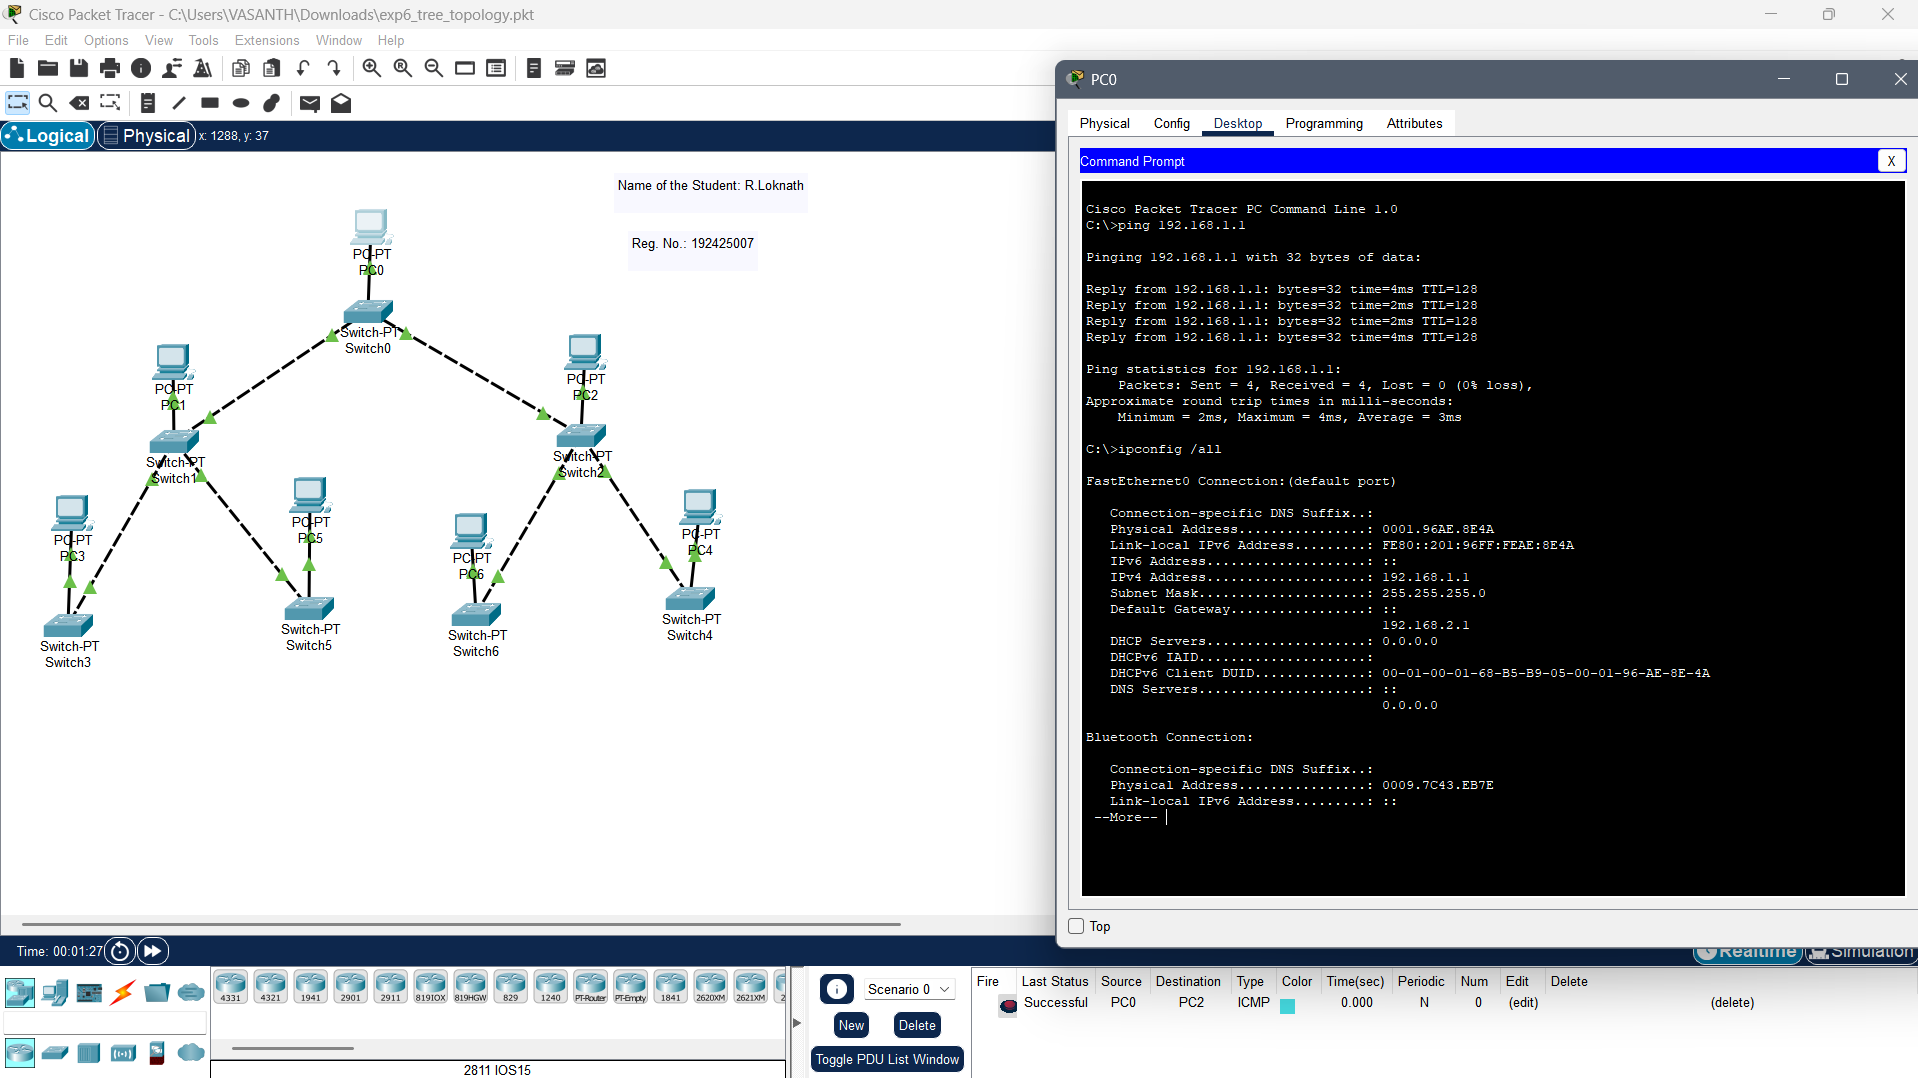 Cisco Packet Tracer - C:\Users\VASANTH\Downloads\exp6_tree_topology.pkt
File Edit Options View Tools Extensions Window Help
Logical Physical x: 1288, y: 37
Name of the Student: R.Loknath
Reg. No.: 192425007
PC-PT
PC0
Switch-PT
Switch0
PC-PT
PC1
PC-PT
PC2
Switch-PT
Switch1
Switch-PT
Switch2
PC-PT
PC3
PC-PT
PC5
PC-PT
PC6
PC-PT
PC4
Switch-PT
Switch3
Switch-PT
Switch5
Switch-PT
Switch6
Switch-PT
Switch4
PC0
Physical Config Desktop Programming Attributes
Command Prompt X
Cisco Packet Tracer PC Command Line 1.0
C:\>ping 192.168.1.1
Pinging 192.168.1.1 with 32 bytes of data:
Reply from 192.168.1.1: bytes=32 time=4ms TTL=128
Reply from 192.168.1.1: bytes=32 time=2ms TTL=128
Reply from 192.168.1.1: bytes=32 time=2ms TTL=128
Reply from 192.168.1.1: bytes=32 time=4ms TTL=128
Ping statistics for 192.168.1.1:
Packets: Sent = 4, Received = 4, Lost = 0 (0% loss),
Approximate round trip times in milli-seconds:
Minimum = 2ms, Maximum = 4ms, Average = 3ms
C:\>ipconfig /all
FastEthernet0 Connection:(default port)
Connection-specific DNS Suffix..:
Physical Address................: 0001.96AE.8E4A
Link-local IPv6 Address.........: FE80::201:96FF:FEAE:8E4A
IPv6 Address....................: ::
IPv4 Address....................: 192.168.1.1
Subnet Mask.....................: 255.255.255.0
Default Gateway.................: ::
192.168.2.1
DHCP Servers....................: 0.0.0.0
DHCPv6 IAID.....................:
DHCPv6 Client DUID..............: 00-01-00-01-68-B5-B9-05-00-01-96-AE-8E-4A
DNS Servers.....................: ::
0.0.0.0
Bluetooth Connection:
Connection-specific DNS Suffix..:
Physical Address................: 0009.7C43.EB7E
Link-local IPv6 Address.........: ::
--More--
Top
Time: 00:01:27
Realtime Simulation
4331 4321 1941 2901 2911 819IOX 819HGW 829 1240 PT-Router PT-Empty 1841 2620XM 2621XM
2811 IOS15
Scenario 0
New Delete
Toggle PDU List Window
Fire Last Status Source Destination Type Color Time(sec) Periodic Num Edit Delete
Successful PC0 PC2 ICMP 0.000 N 0 (edit) (delete)